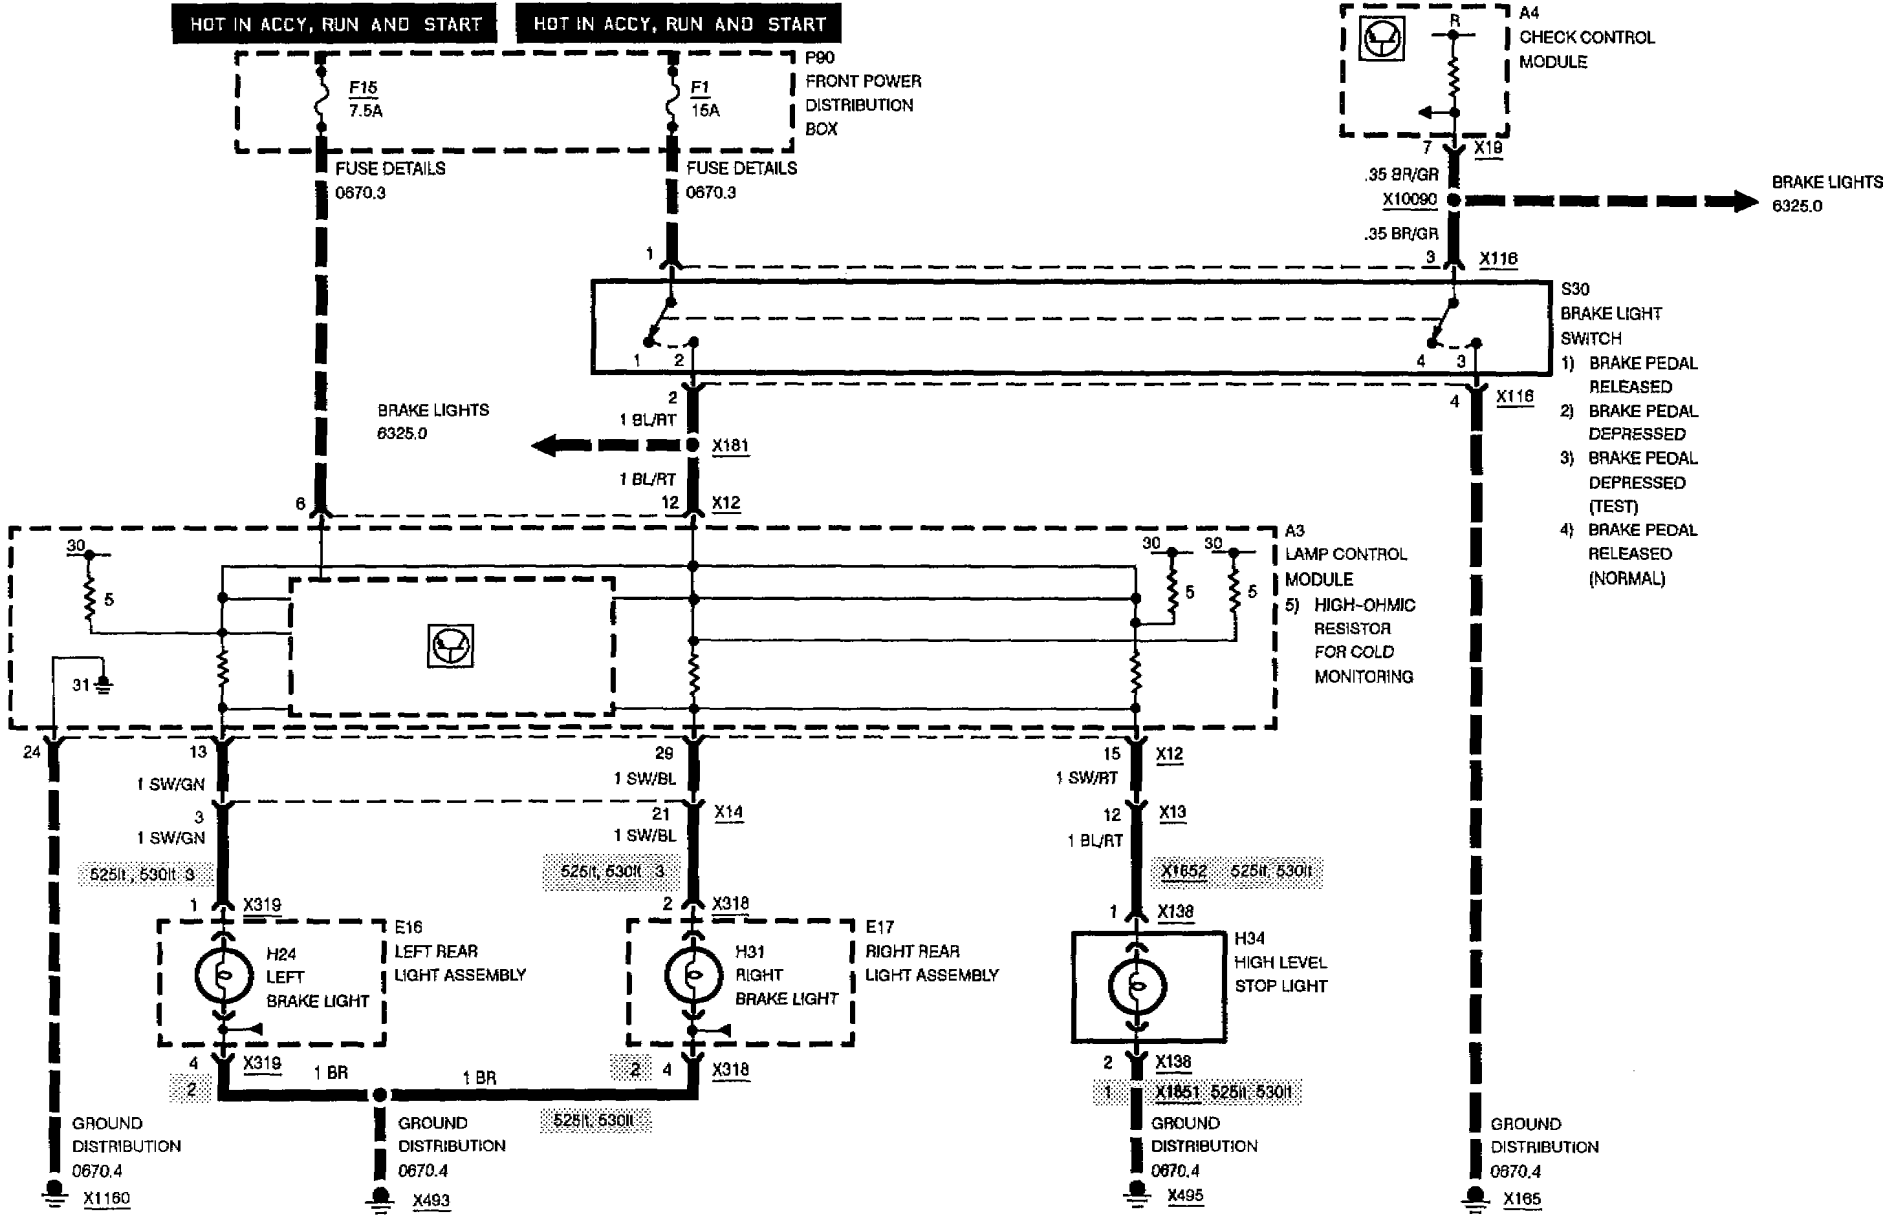 HOT IN ACCY, RUN AND START
HOT IN ACCY, RUN AND START
P90
FRONT POWER
DISTRIBUTION
BOX
F15
7.5A
F1
15A
FUSE DETAILS
0670.3
FUSE DETAILS
0670.3
R
A4
CHECK CONTROL
MODULE
7
X19
.35 BR/GR
X10090
.35 BR/GR
BRAKE LIGHTS
6325.0
1
3
X116
1
2
4
3
S30
BRAKE LIGHT
SWITCH
1) BRAKE PEDAL
RELEASED
2) BRAKE PEDAL
DEPRESSED
3) BRAKE PEDAL
DEPRESSED
(TEST)
4) BRAKE PEDAL
RELEASED
(NORMAL)
2
4
X116
1 BL/RT
BRAKE LIGHTS
6325.0
X181
1 BL/RT
6
12
X12
30
5
31
30
30
5
5
A3
LAMP CONTROL
MODULE
5) HIGH-OHMIC
RESISTOR
FOR COLD
MONITORING
24
13
29
15
X12
1 SW/GN
1 SW/BL
1 SW/RT
3
21
X14
12
X13
1 SW/GN
1 SW/BL
1 BL/RT
525it, 530it 3
525it, 530it 3
X1652 525it, 530it
1
X319
2
X318
1
X138
E16
LEFT REAR
LIGHT ASSEMBLY
H24
LEFT
BRAKE LIGHT
E17
RIGHT REAR
LIGHT ASSEMBLY
H31
RIGHT
BRAKE LIGHT
H34
HIGH LEVEL
STOP LIGHT
4
X319
2
1 BR
1 BR
2
4
X318
525it, 530it
2
X138
1 X1651 525it, 530it
GROUND
DISTRIBUTION
0670.4
X1160
GROUND
DISTRIBUTION
0670.4
X493
GROUND
DISTRIBUTION
0670.4
X495
GROUND
DISTRIBUTION
0670.4
X165